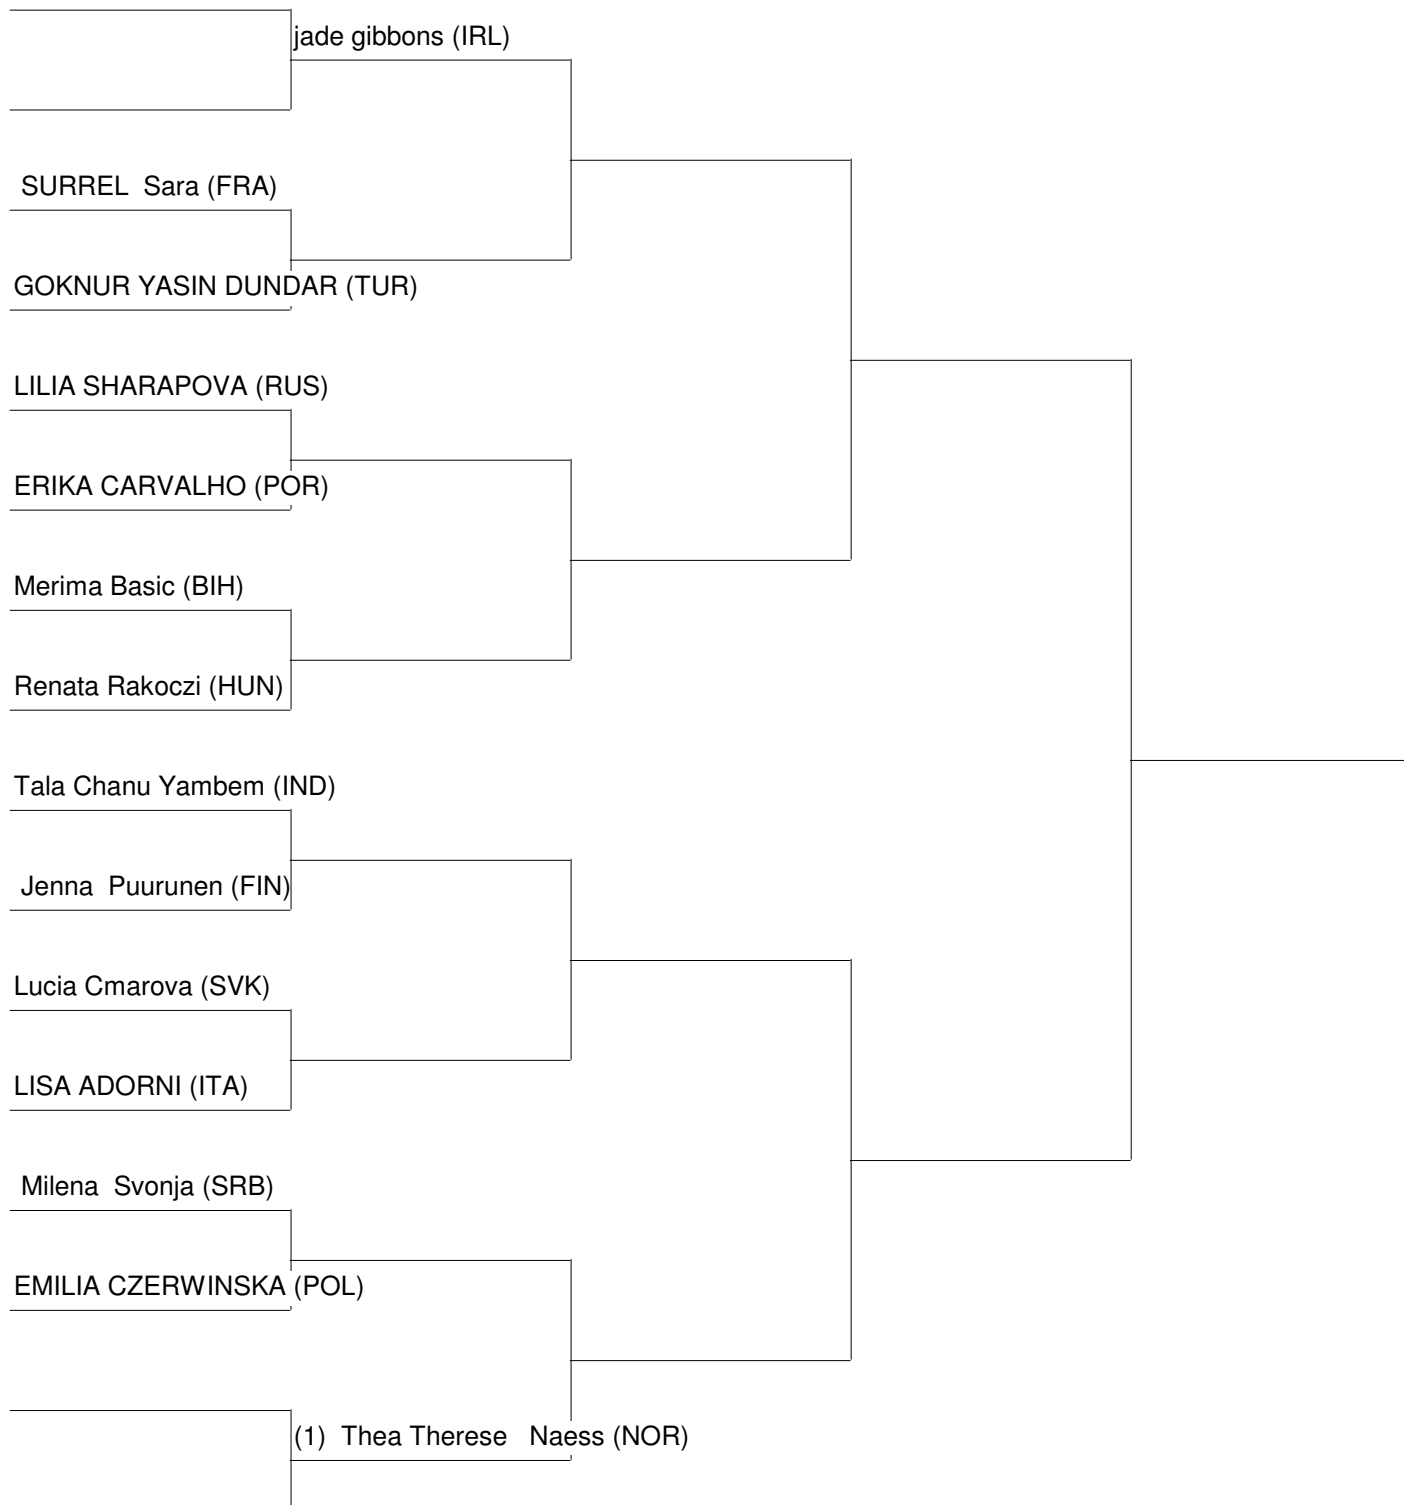 jade gibbons (IRL)
SURREL  Sara (FRA)
GOKNUR YASIN DUNDAR (TUR)
LILIA SHARAPOVA (RUS)
ERIKA CARVALHO (POR)
Merima Basic (BIH)
Renata Rakoczi (HUN)
Tala Chanu Yambem (IND)
Jenna  Puurunen (FIN)
Lucia Cmarova (SVK)
LISA ADORNI (ITA)
Milena  Svonja (SRB)
EMILIA CZERWINSKA (POL)
(1)  Thea Therese   Naess (NOR)